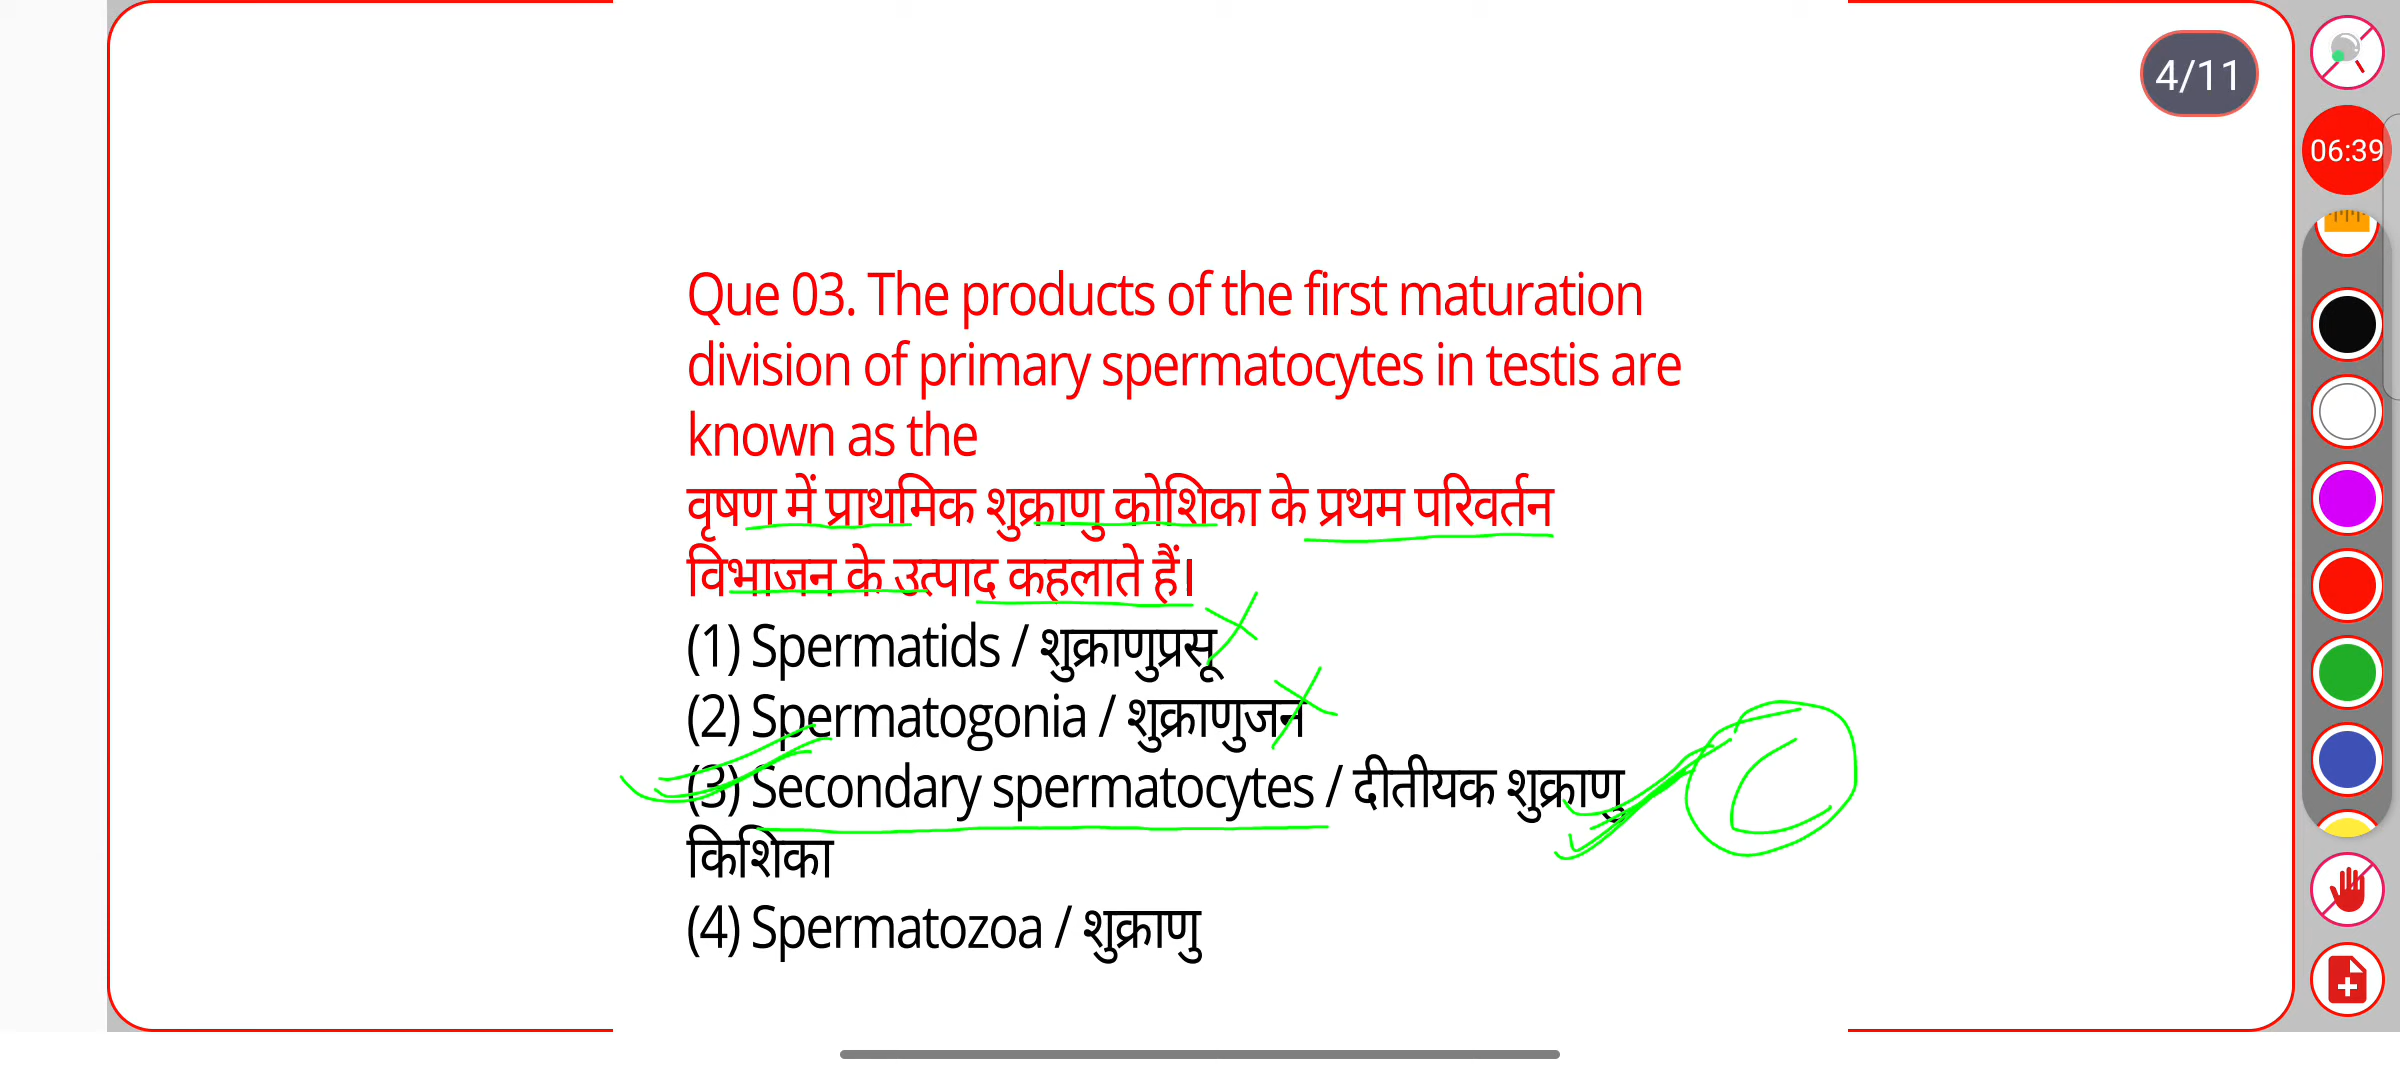 4/11
06:39
Que 03. The products of the first maturation
division of primary spermatocytes in testis are
known as the
वृषण में प्राथमिक शुक्राणु कोशिका के प्रथम परिवर्तन
विभाजन के उत्पाद कहलाते हैं।
(1) Spermatids / शुक्राणुप्रसू
(2) Spermatogonia / शुक्राणुजन
(3) Secondary spermatocytes / दीतीयक शुक्राणु
किशिका
(4) Spermatozoa / शुक्राणु
C